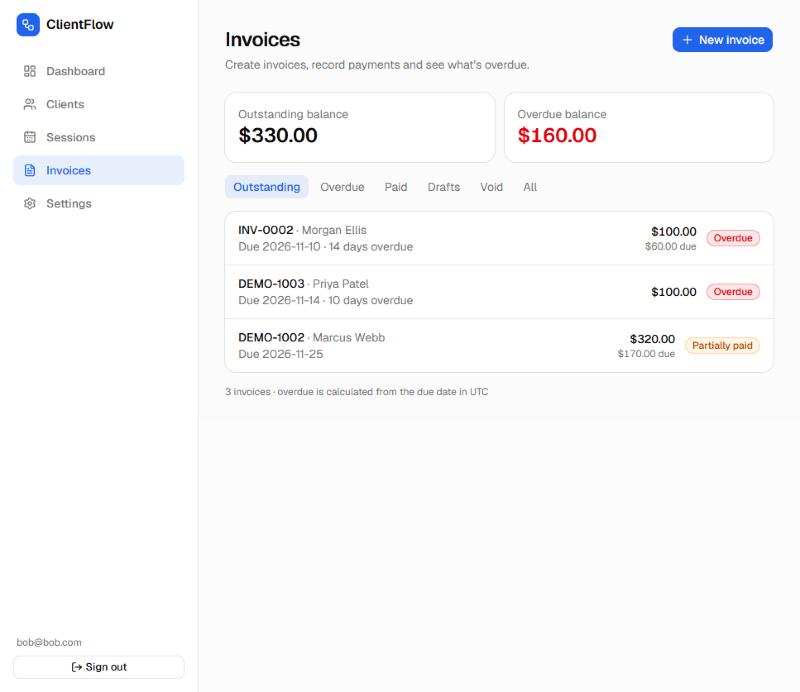 ClientFlow
Dashboard
Clients
Sessions
Invoices
Settings
bob@bob.com
Sign out
Invoices
New invoice
Create invoices, record payments and see what's overdue.
Outstanding balance
$330.00
Overdue balance
$160.00
Outstanding Overdue Paid Drafts Void All
INV-0002 · Morgan Ellis
Due 2026-11-10 · 14 days overdue
$100.00
$60.00 due
Overdue
DEMO-1003 · Priya Patel
Due 2026-11-14 · 10 days overdue
$100.00
Overdue
DEMO-1002 · Marcus Webb
Due 2026-11-25
$320.00
$170.00 due
Partially paid
3 invoices · overdue is calculated from the due date in UTC